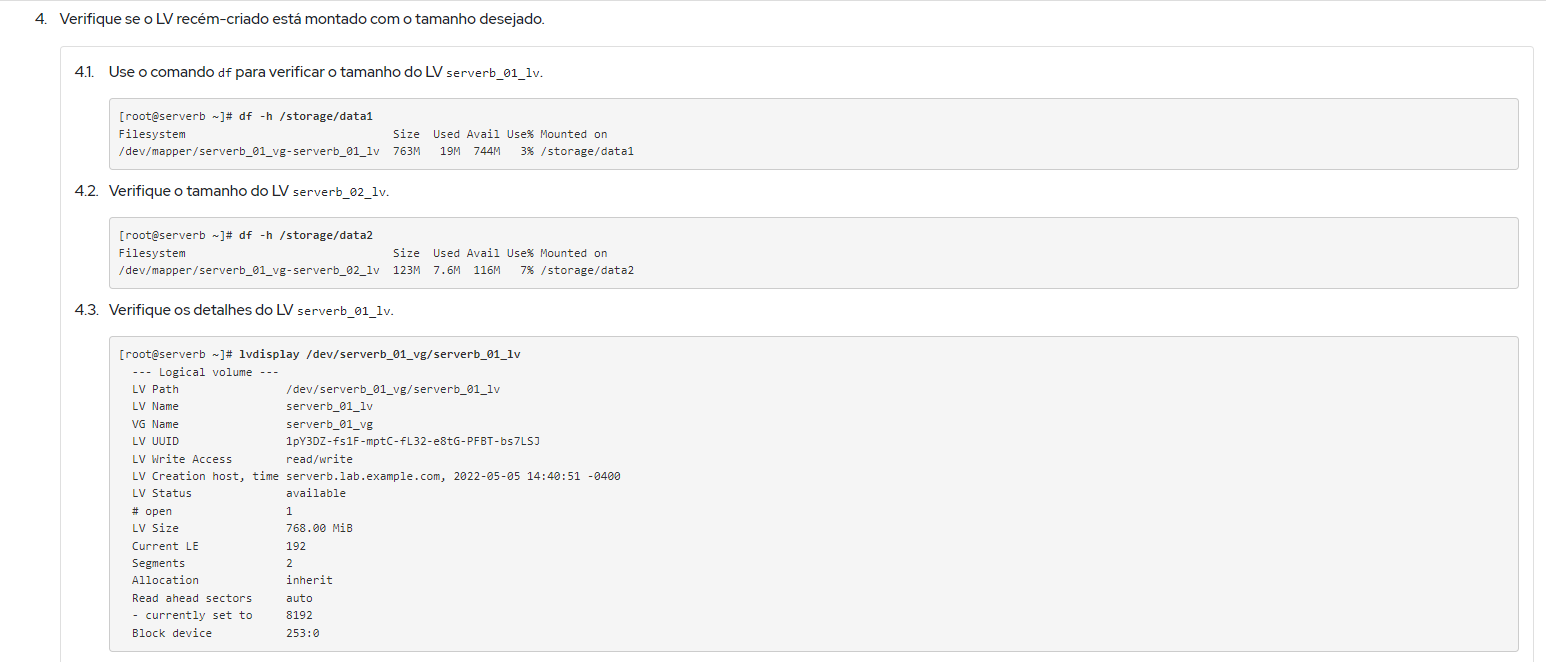 4. Verifique se o LV recém-criado está montado com o tamanho desejado.
4.1. Use o comando df para verificar o tamanho do LV serverb_01_lv.
[root@serverb ~]# df -h /storage/data1
Filesystem                               Size  Used Avail Use% Mounted on
/dev/mapper/serverb_01_vg-serverb_01_lv  763M   19M  744M   3% /storage/data1
4.2. Verifique o tamanho do LV serverb_02_lv.
[root@serverb ~]# df -h /storage/data2
Filesystem                               Size  Used Avail Use% Mounted on
/dev/mapper/serverb_01_vg-serverb_02_lv  123M  7.6M  116M   7% /storage/data2
4.3. Verifique os detalhes do LV serverb_01_lv.
[root@serverb ~]# lvdisplay /dev/serverb_01_vg/serverb_01_lv
  --- Logical volume ---
  LV Path                /dev/serverb_01_vg/serverb_01_lv
  LV Name                serverb_01_lv
  VG Name                serverb_01_vg
  LV UUID                1pY3DZ-fs1F-mptC-fL32-e8tG-PFBT-bs7LSJ
  LV Write Access        read/write
  LV Creation host, time serverb.lab.example.com, 2022-05-05 14:40:51 -0400
  LV Status              available
  # open                 1
  LV Size                768.00 MiB
  Current LE             192
  Segments               2
  Allocation             inherit
  Read ahead sectors     auto
  - currently set to     8192
  Block device           253:0